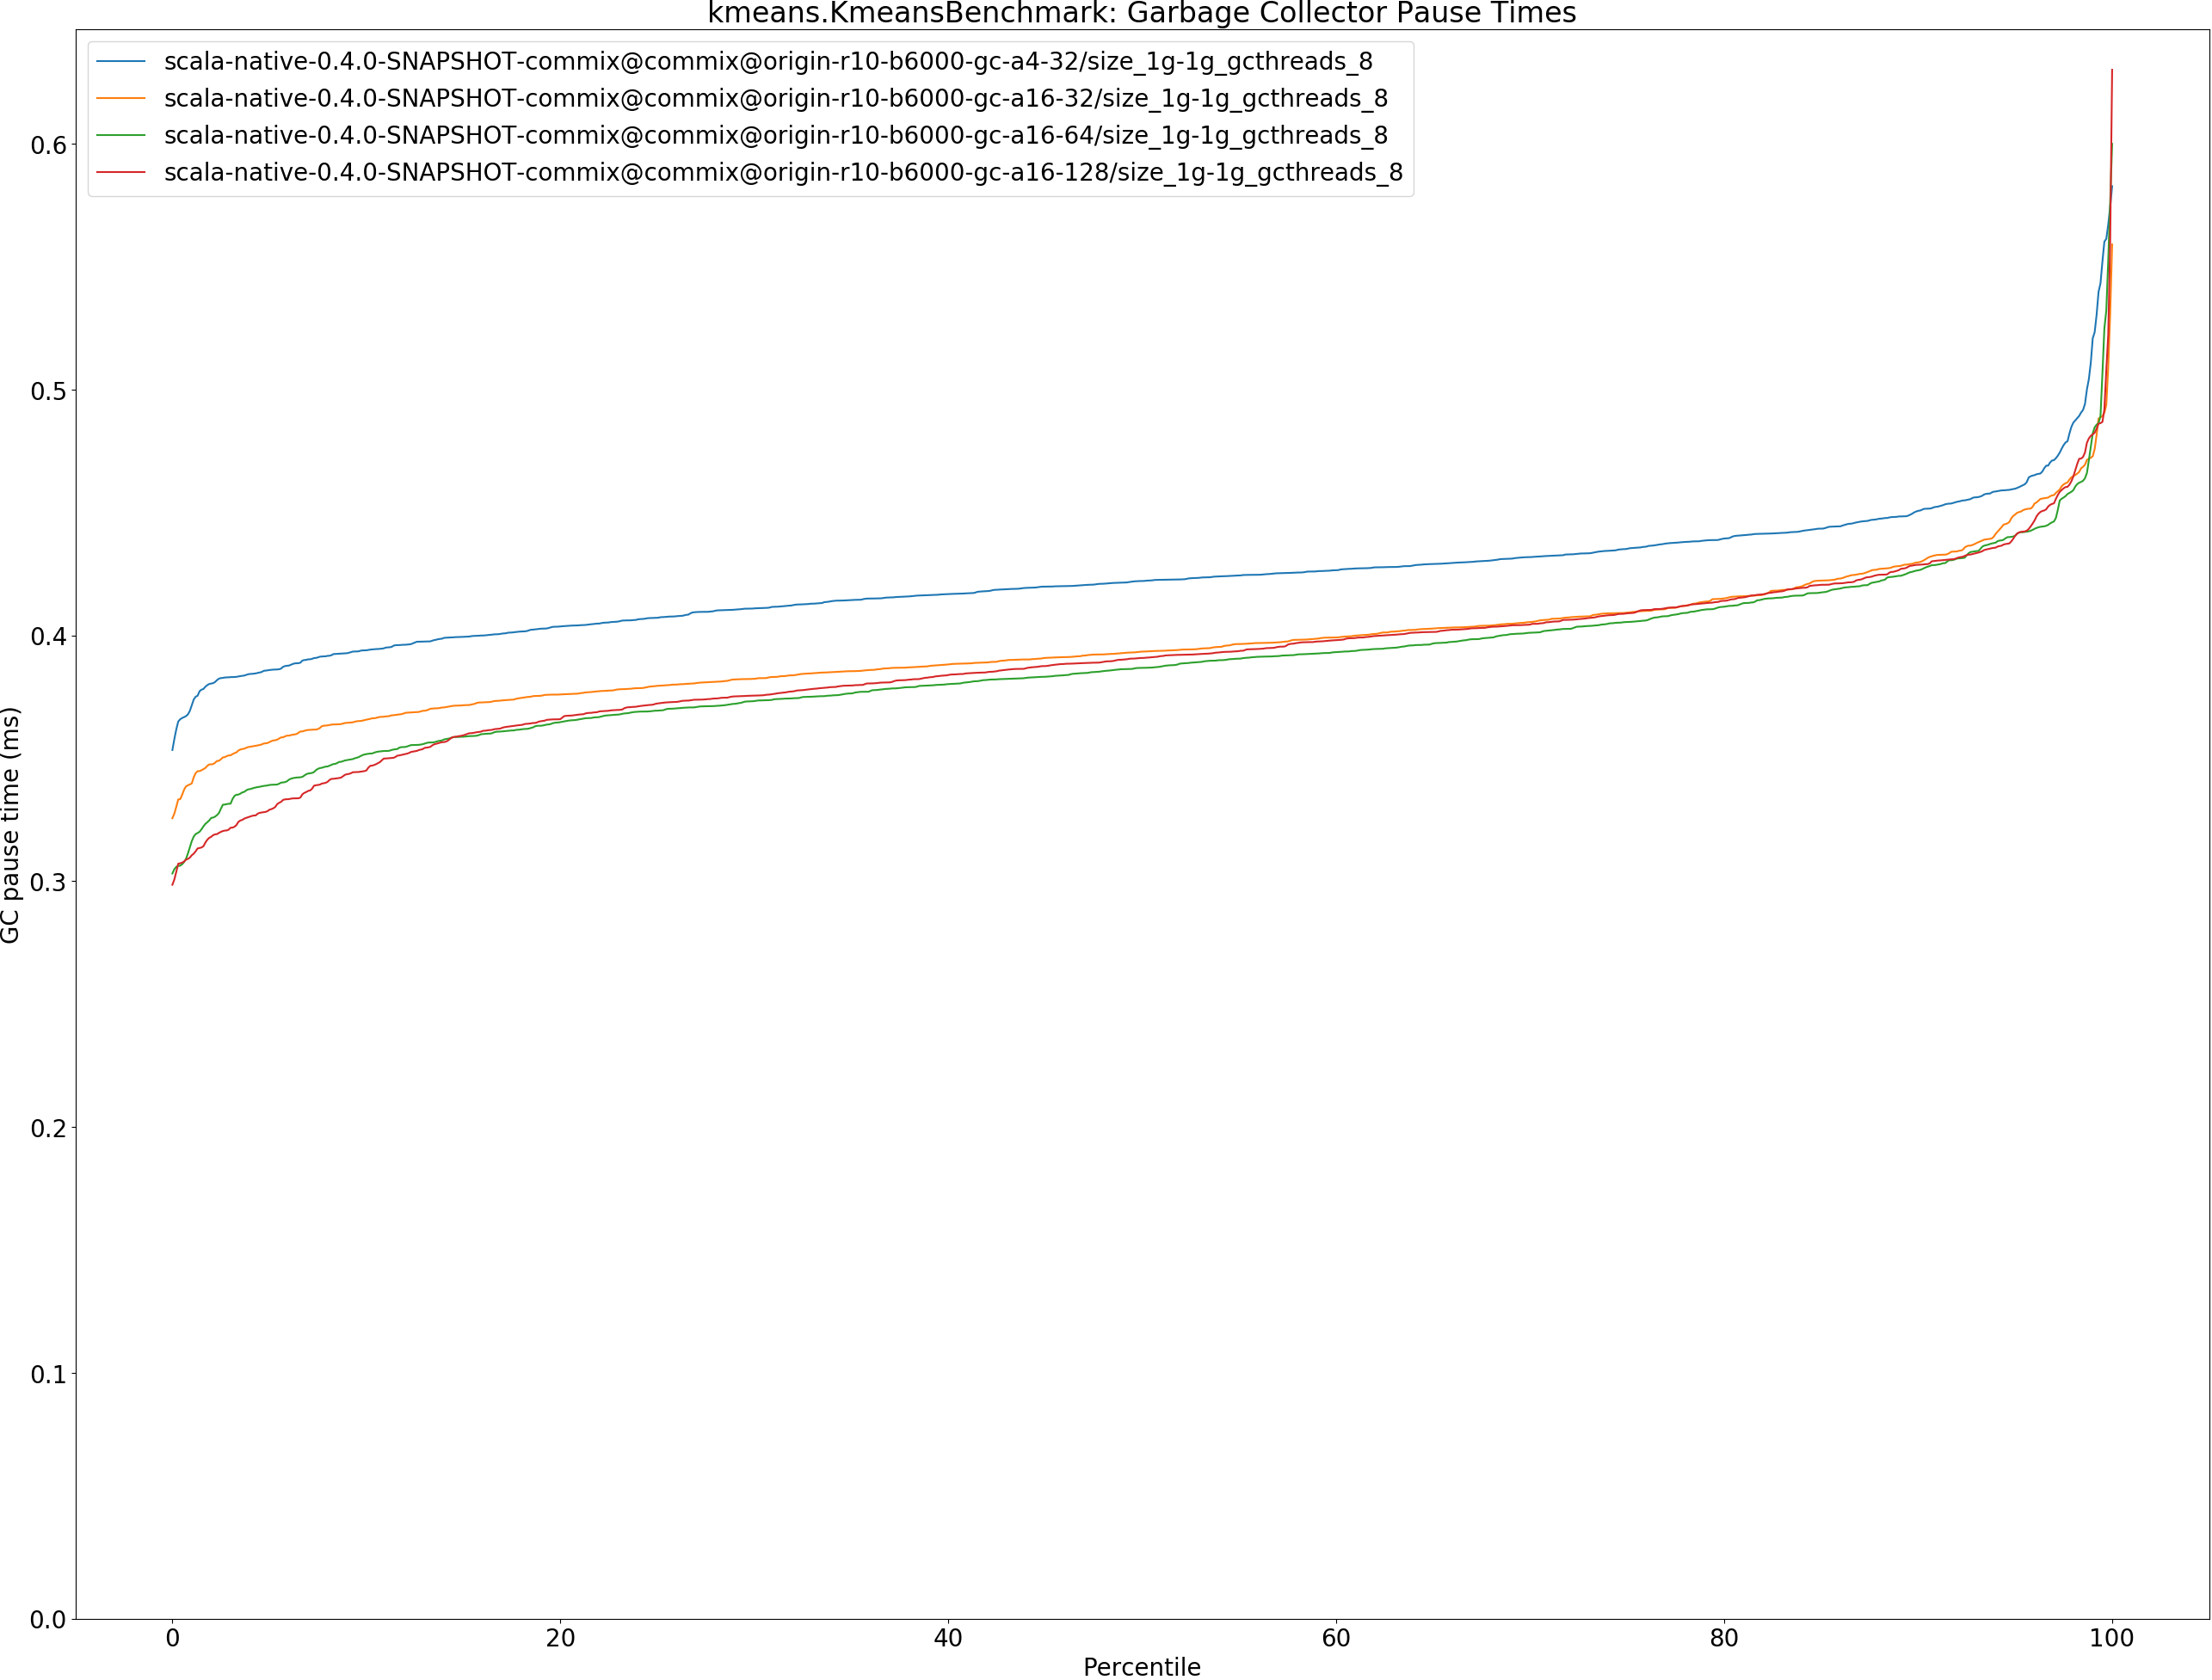 kmeans.KmeansBenchmark: Garbage Collector Pause Times
scala-native-0.4.0-SNAPSHOT-commix@commix@origin-r10-b6000-gc-a4-32/size_1g-1g_gcthreads_8
scala-native-0.4.0-SNAPSHOT-commix@commix@origin-r10-b6000-gc-a16-32/size_1g-1g_gcthreads_8
scala-native-0.4.0-SNAPSHOT-commix@commix@origin-r10-b6000-gc-a16-64/size_1g-1g_gcthreads_8
scala-native-0.4.0-SNAPSHOT-commix@commix@origin-r10-b6000-gc-a16-128/size_1g-1g_gcthreads_8
GC pause time (ms)
0.6
0.5
0.4
0.3
0.2
0.1
0.0
0 20 40 60 80 100
Percentile